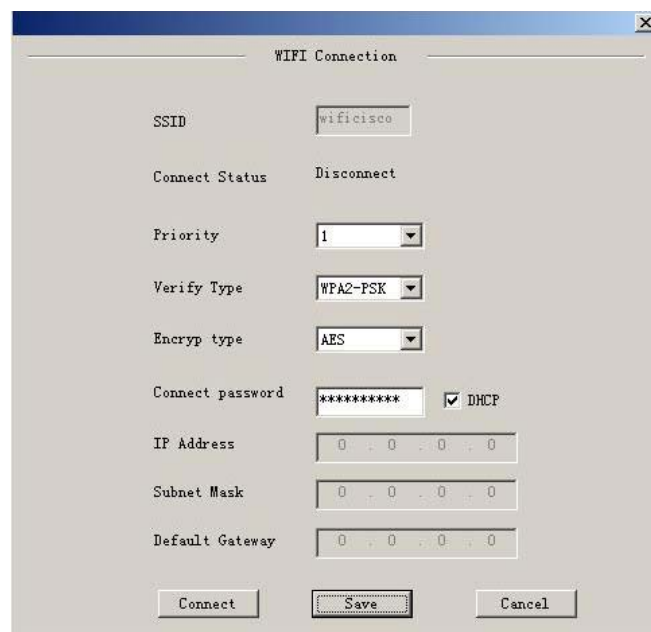 WIFI Connection
SSID wificisco
Connect Status Disconnect
Priority 1
Verify Type WPA2-PSK
Encryp type AES
Connect password ********** DHCP
IP Address 0 . 0 . 0 . 0
Subnet Mask 0 . 0 . 0 . 0
Default Gateway 0 . 0 . 0 . 0
Connect Save Cancel